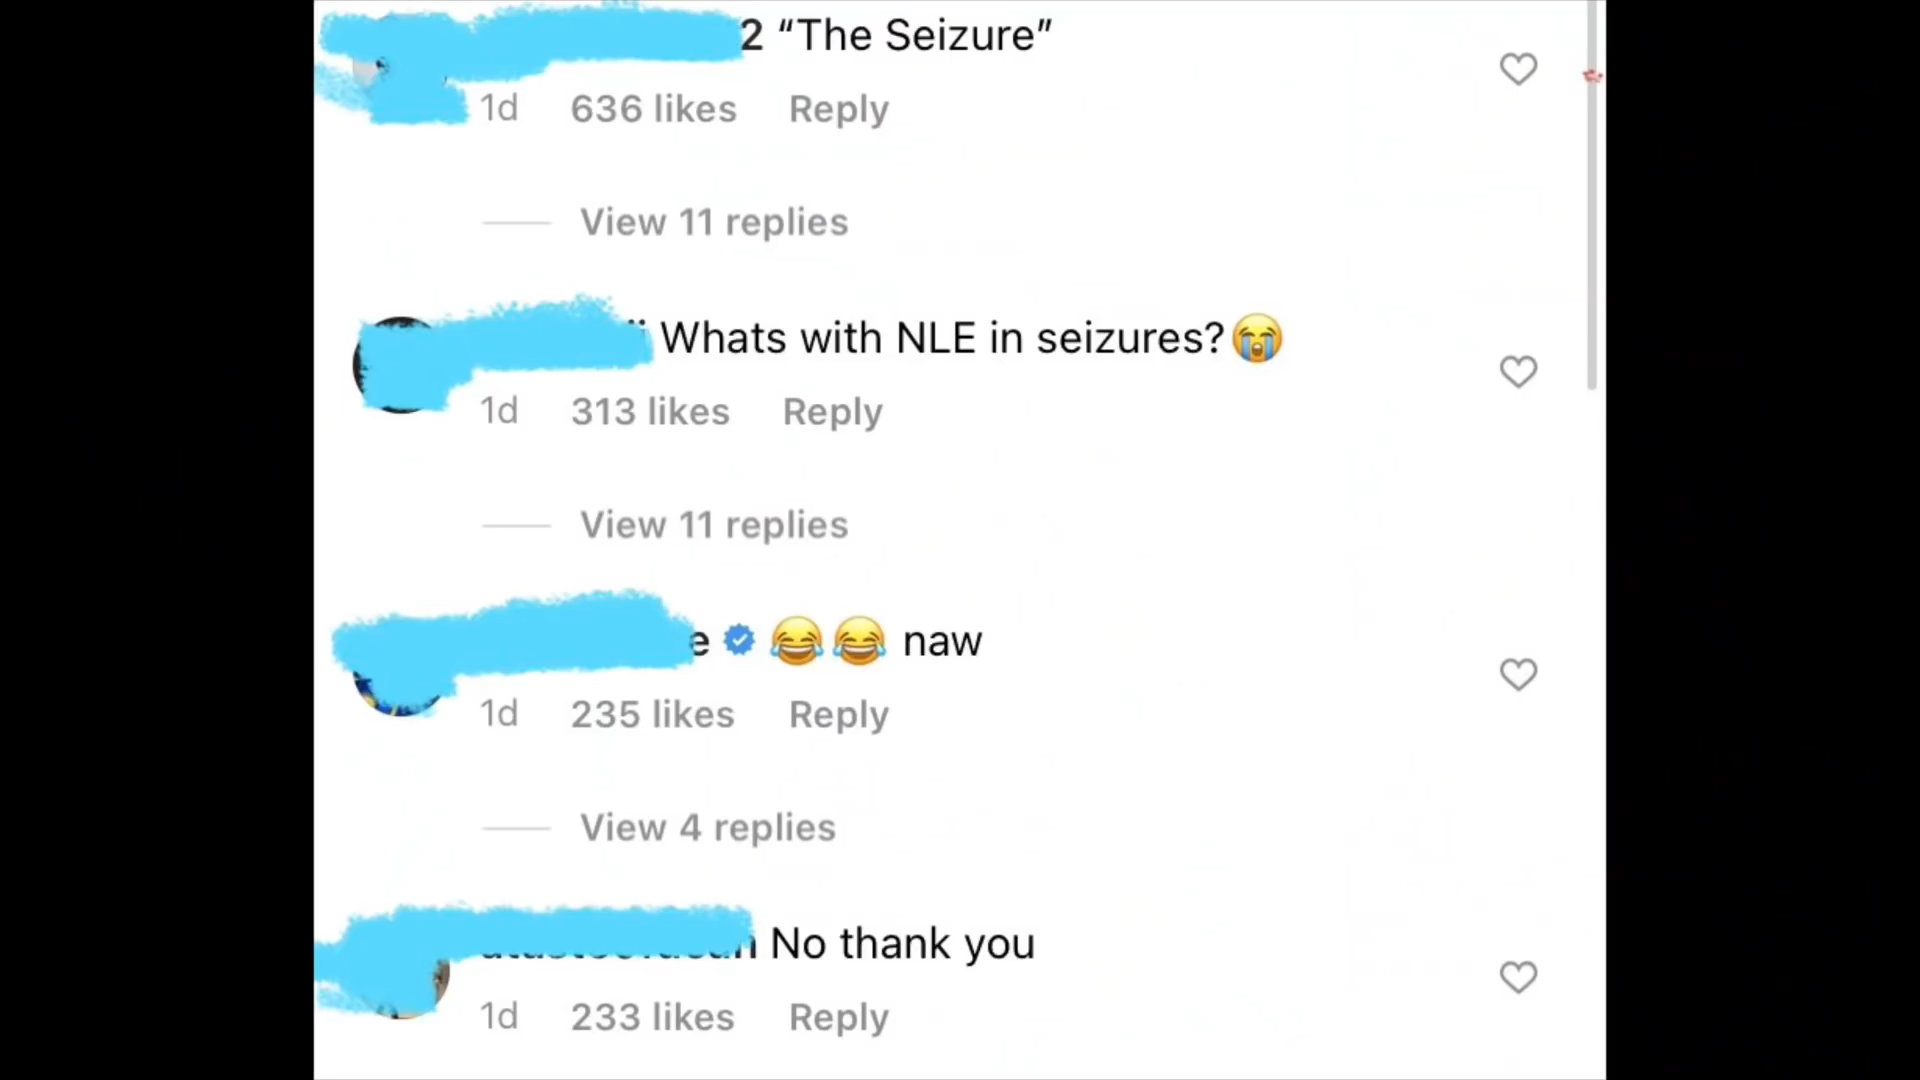 2 “The Seizure”
1d 636 likes Reply
View 11 replies
Whats with NLE in seizures?😭
1d 313 likes Reply
View 11 replies
e 😂😂 naw
1d 235 likes Reply
View 4 replies
No thank you
1d 233 likes Reply